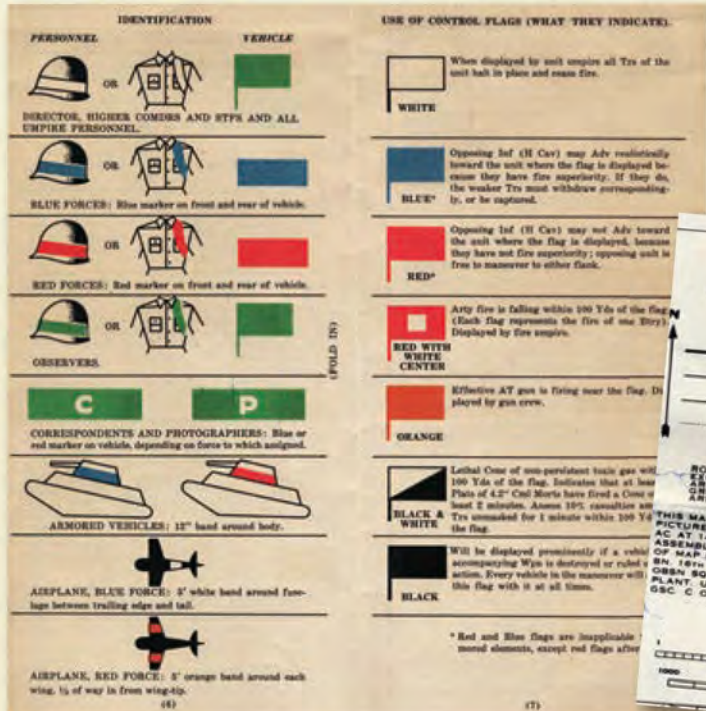 IDENTIFICATION
PERSONNEL
VEHICLE
OR
DIRECTOR, HIGHER COMDRS AND STFS AND ALL
UMPIRE PERSONNEL.
OR
BLUE FORCES: Blue marker on front and rear of vehicle.
OR
RED FORCES: Red marker on front and rear of vehicle.
OR
OBSERVERS.
C
P
CORRESPONDENTS AND PHOTOGRAPHERS: Blue or
red marker on vehicle, depending on force to which assigned.
ARMORED VEHICLES: 12" band around body.
AIRPLANE, BLUE FORCE: 5' white band around fuse-
lage between trailing edge and tail.
AIRPLANE, RED FORCE: 5' orange band around each
wing, ⅓ of way in from wing-tip.
(6)
(FOLD IN)
USE OF CONTROL FLAGS (WHAT THEY INDICATE).
WHITE
When displayed by unit umpire all Trs of the
unit halt in place and cease fire.
BLUE*
Opposing Inf (H Cav) may Adv realistically
toward the unit where the flag is displayed be-
cause they have fire superiority. If they do,
the weaker Trs must withdraw corresponding-
ly, or be captured.
RED*
Opposing Inf (H Cav) may not Adv toward
the unit where the flag is displayed, because
they have not fire superiority; opposing unit is
free to maneuver to either flank.
RED WITH
WHITE
CENTER
Arty fire is falling within 100 Yds of the flag
(Each flag represents the fire of one Btry).
Displayed by fire umpire.
ORANGE
Effective AT gun is firing near the flag. Di
played by gun crew.
BLACK &
WHITE
Lethal Conc of non-persistent toxic gas
100 Yds of the flag. Indicates that at
Plats of 4.2" Cml Morts have fired a Conc
least 2 minutes. Assess 10% casualties
Trs unmasked for 1 minute within 100
the flag.
BLACK
Will be displayed prominently if a
accompanying Wpn is destroyed or ruled
action. Every vehicle in the maneuver will
this flag with it at all times.
* Red and Blue flags are inapplicable
mored elements, except red flags after
(7)
N
THIS MA
PICTURE
AC AT
ASSEMBL
OF MAP
BN. 16TH
OBSN SQ
PLANT. U
GSC. C
1
1000